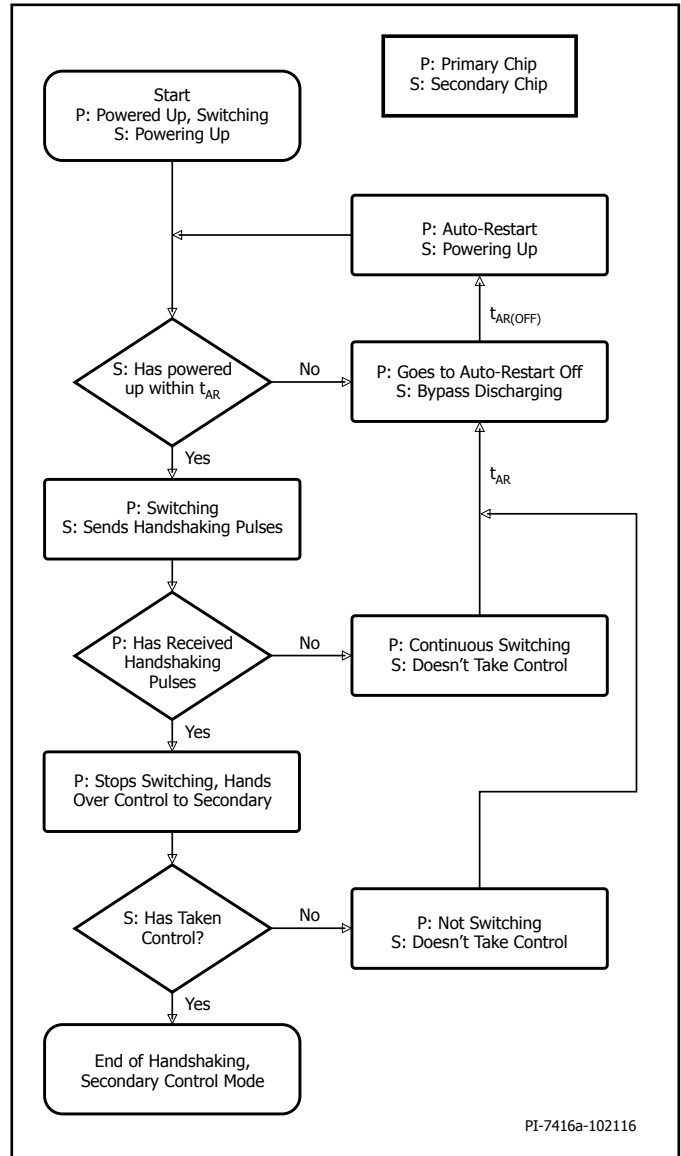 P: Primary Chip
S: Secondary Chip
Start
P: Powered Up, Switching
S: Powering Up
P: Auto-Restart
S: Powering Up
tAR(OFF)
S: Has powered
up within tAR
No
P: Goes to Auto-Restart Off
S: Bypass Discharging
Yes
tAR
P: Switching
S: Sends Handshaking Pulses
P: Has Received
Handshaking
Pulses
No
P: Continuous Switching
S: Doesn't Take Control
Yes
P: Stops Switching, Hands
Over Control to Secondary
S: Has Taken
Control?
No
P: Not Switching
S: Doesn't Take Control
Yes
End of Handshaking,
Secondary Control Mode
PI-7416a-102116